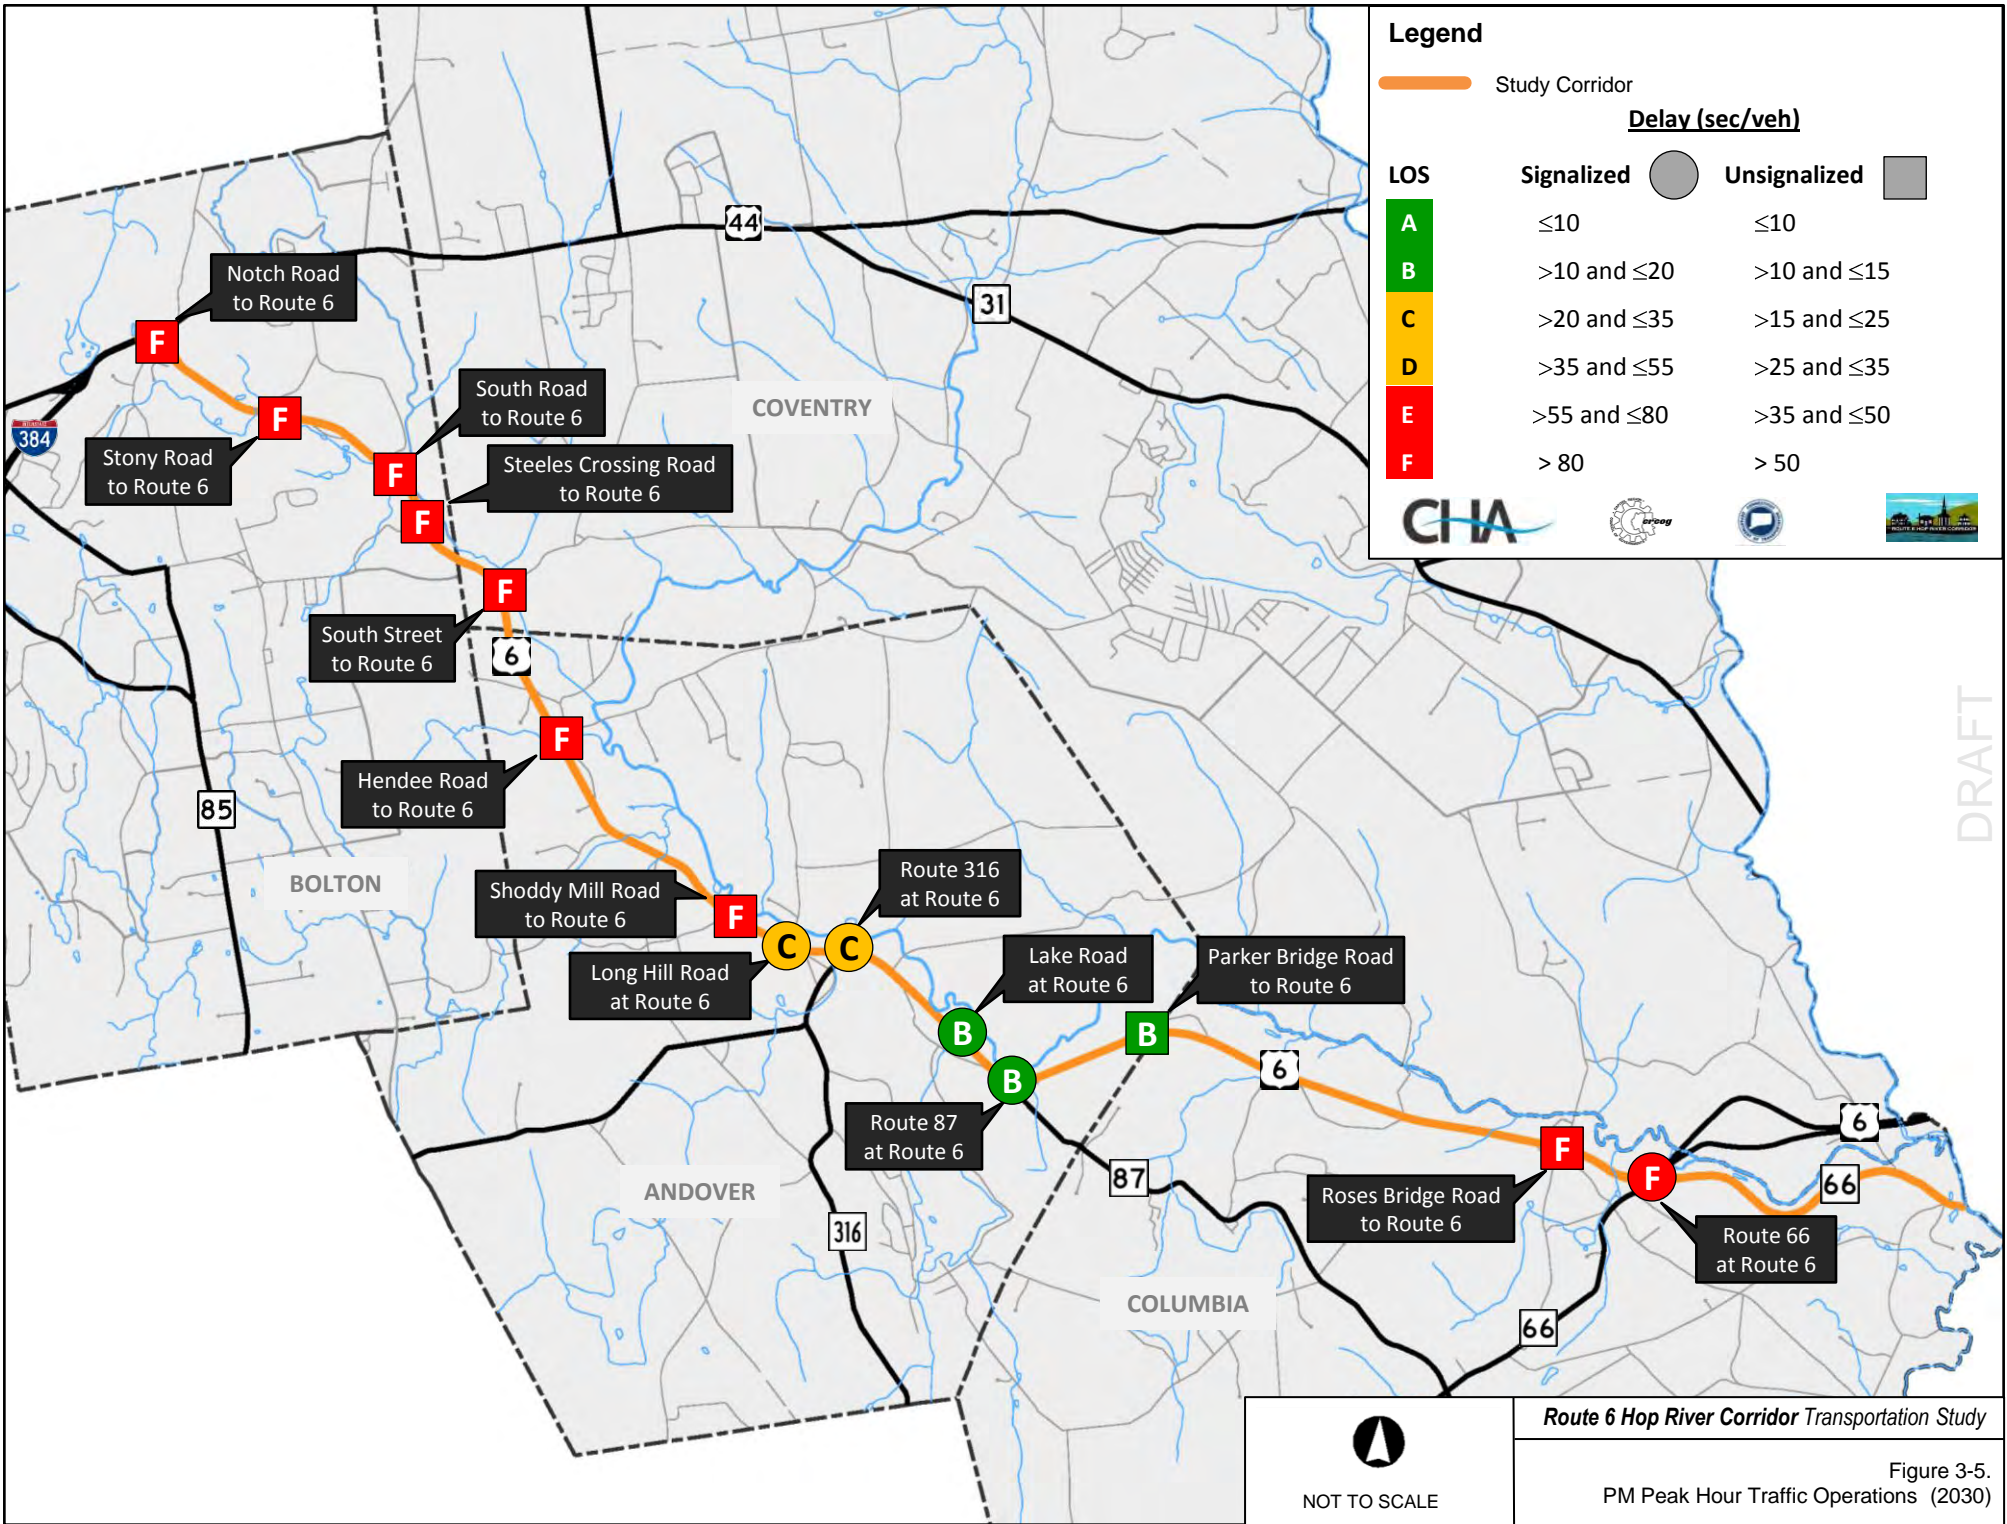 Legend
Study Corridor
Delay (sec/veh)
LOS Signalized Unsignalized
A ≤10 ≤10
B >10 and ≤20 >10 and ≤15
C >20 and ≤35 >15 and ≤25
D >35 and ≤55 >25 and ≤35
E >55 and ≤80 >35 and ≤50
F > 80 > 50
CHA
crcog
ROUTE 6 HOP RIVER CORRIDOR
44
31
Notch Road
to Route 6
F
INTERSTATE
384
Stony Road
to Route 6
F
South Road
to Route 6
F
Steeles Crossing Road
to Route 6
F
COVENTRY
South Street
to Route 6
F
6
Hendee Road
to Route 6
F
85
BOLTON
DRAFT
Shoddy Mill Road
to Route 6
F
Long Hill Road
at Route 6
C
Route 316
at Route 6
C
Lake Road
at Route 6
B
Parker Bridge Road
to Route 6
B
Route 87
at Route 6
B
6
87
ANDOVER
316
COLUMBIA
Roses Bridge Road
to Route 6
F
F
Route 66
at Route 6
6
66
66
NOT TO SCALE
Route 6 Hop River Corridor Transportation Study
Figure 3-5.
PM Peak Hour Traffic Operations (2030)